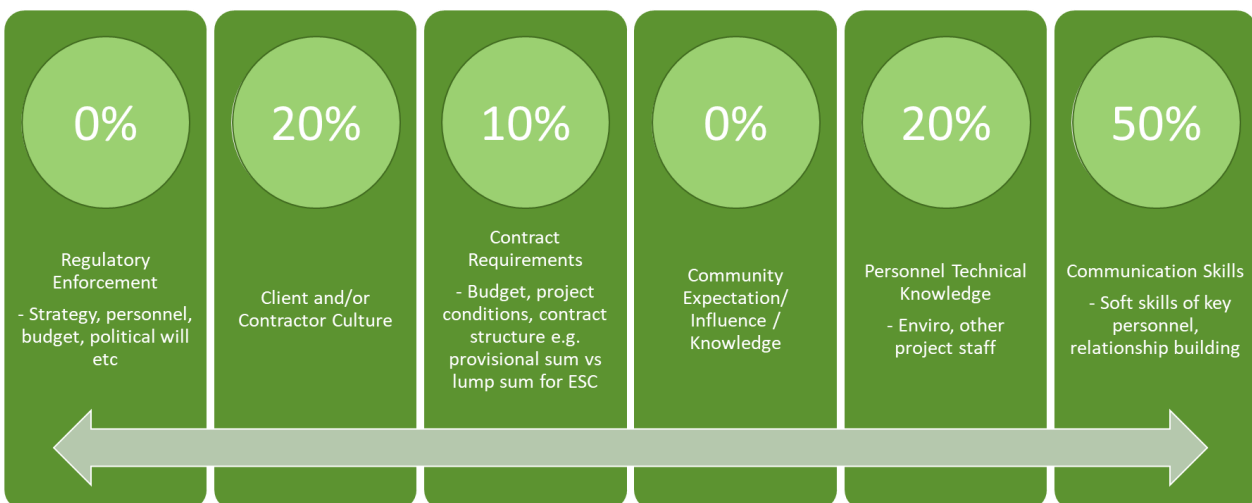 0%
Regulatory
Enforcement
- Strategy, personnel,
budget, political will
etc
20%
Client and/or
Contractor Culture
10%
Contract
Requirements
- Budget, project
conditions, contract
structure e.g.
provisional sum vs
lump sum for ESC
0%
Community
Expectation/
Influence /
Knowledge
20%
Personnel Technical
Knowledge
- Enviro, other
project staff
50%
Communication Skills
- Soft skills of key
personnel,
relationship building